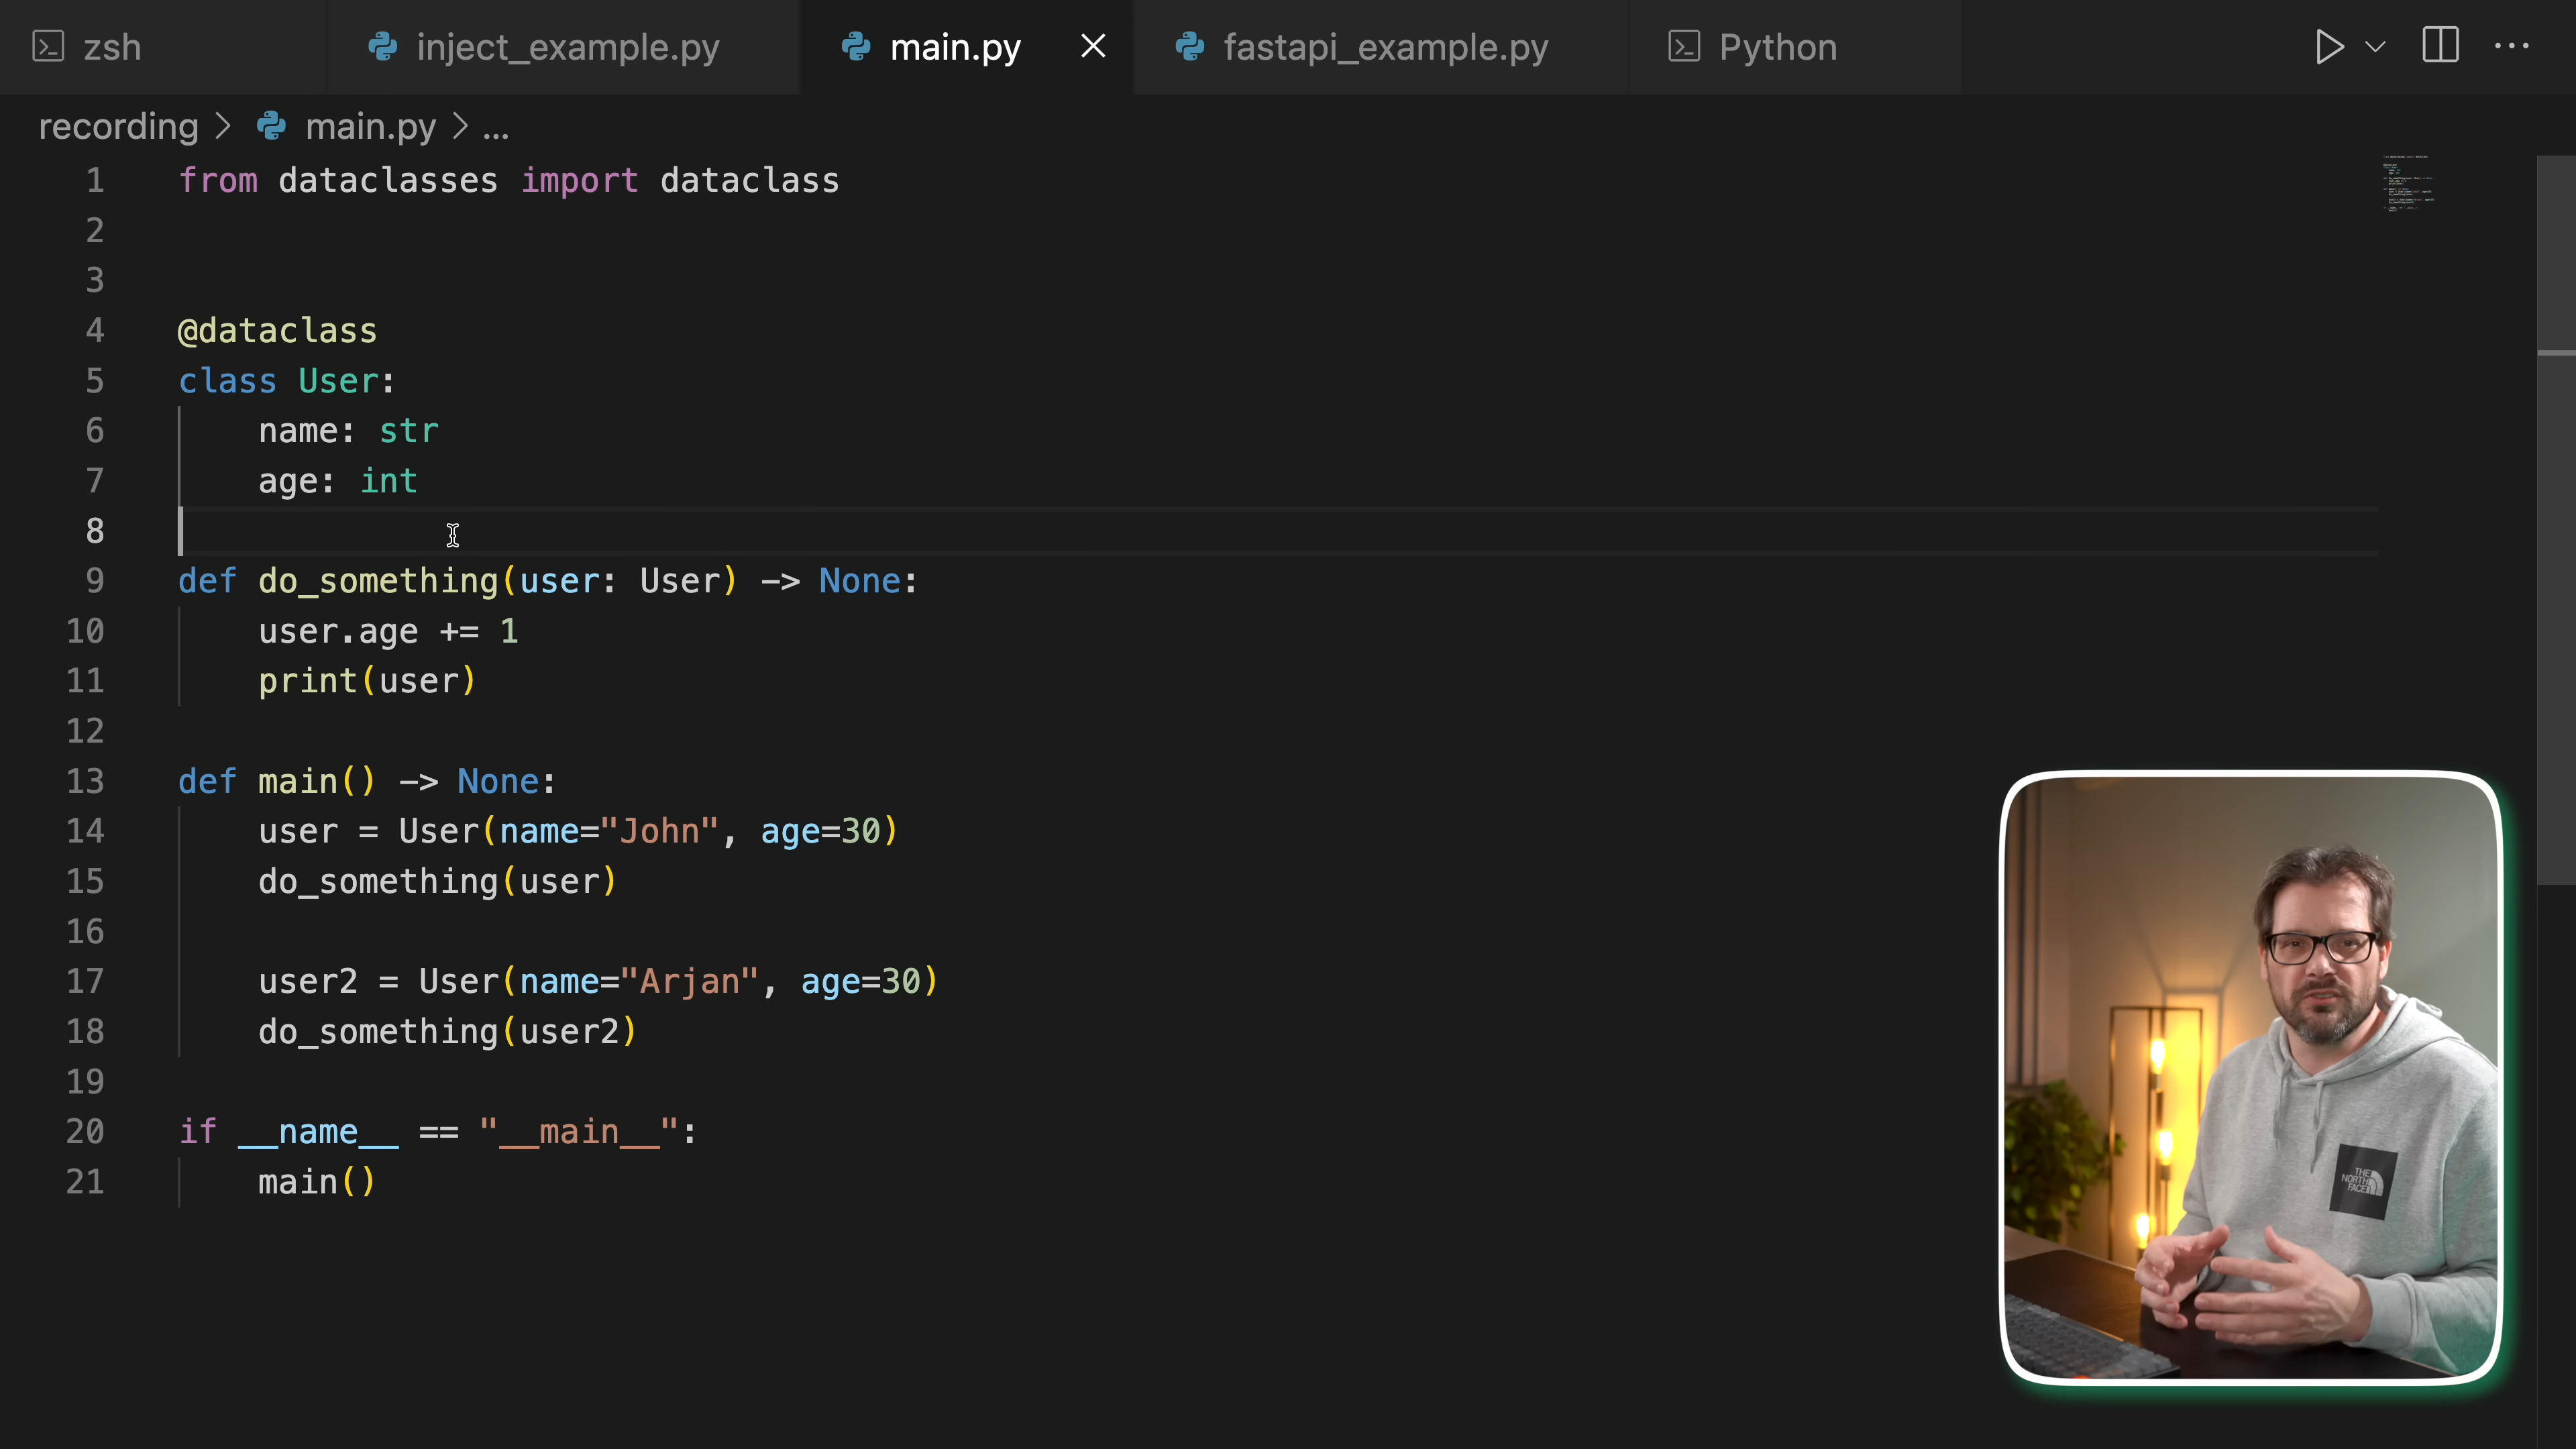 zsh
inject_example.py
main.py
fastapi_example.py
Python
recording > main.py > ...
1 from dataclasses import dataclass
2
3
4 @dataclass
5 class User:
6     name: str
7     age: int
8
9 def do_something(user: User) -> None:
10     user.age += 1
11     print(user)
12
13 def main() -> None:
14     user = User(name="John", age=30)
15     do_something(user)
16
17     user2 = User(name="Arjan", age=30)
18     do_something(user2)
19
20 if __name__ == "__main__":
21     main()
THE
NORTH
FACE